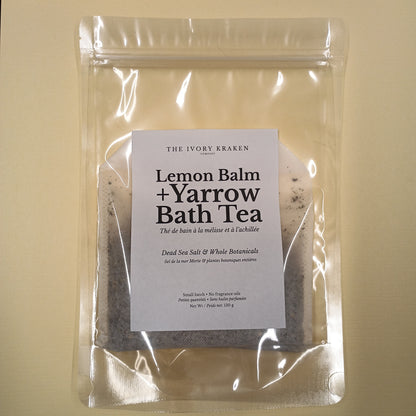 THE IVORY KRAKEN
COMPANY
Lemon Balm
+Yarrow
Bath Tea
Thé de bain à la mélisse et à l'achillée
Dead Sea Salt & Whole Botanicals
Sel de la mer Morte & plantes botaniques entières
Small batch • No fragrance oils
Petites quantités • Sans huiles parfumées
Net Wt / Poids net: 130 g